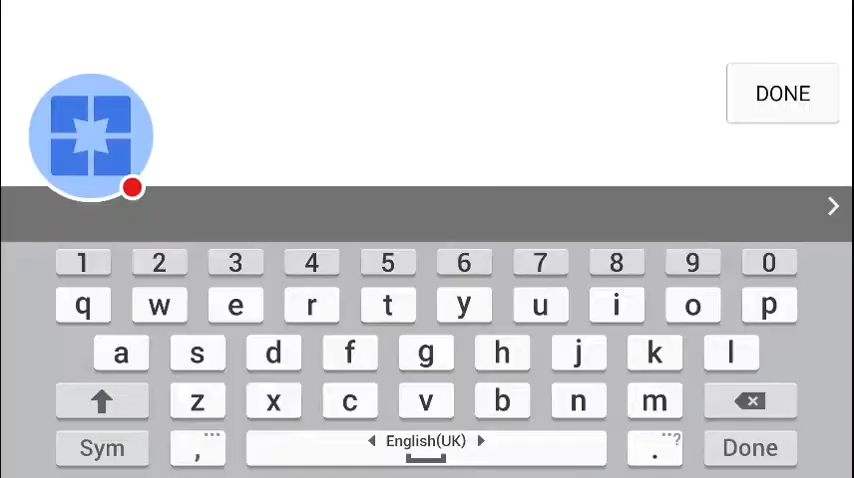 DONE
1 2 3 4 5 6 7 8 9 0
q w e r t y u i o p
a s d f g h j k l
z x c v b n m
Sym , ... English(UK) . ...? Done